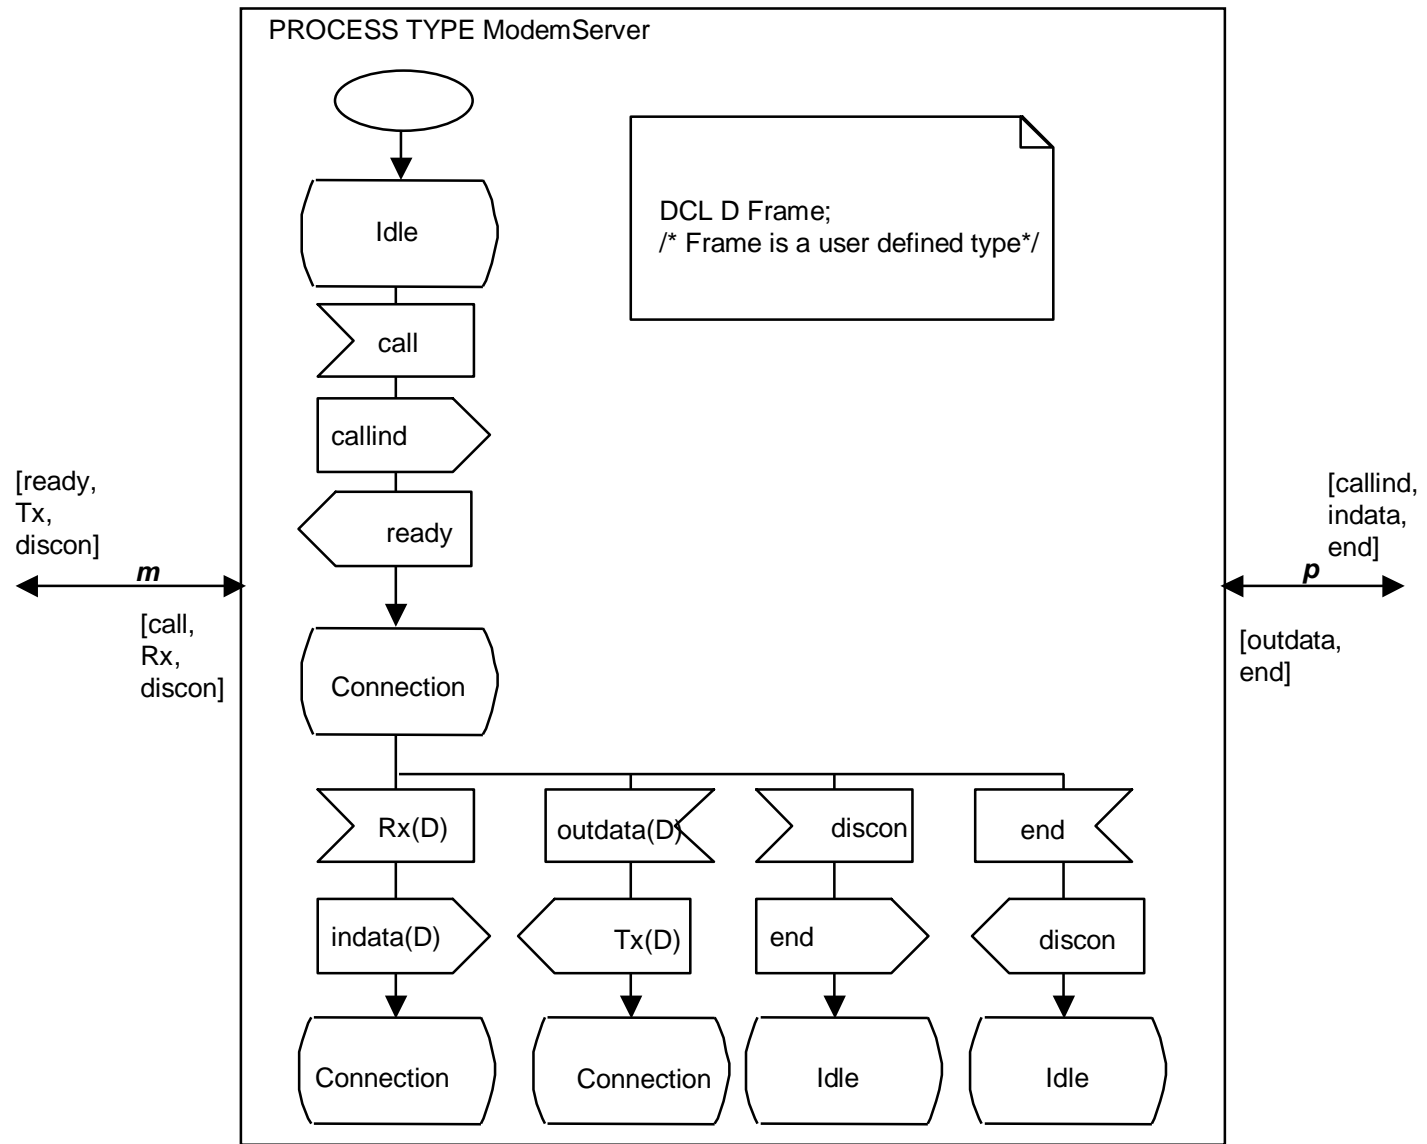 PROCESS TYPE ModemServer
DCL D Frame;
/* Frame is a user defined type*/
Idle
call
callind
ready
[ready,
Tx,
discon]
m
[call,
Rx,
discon]
[callind,
indata,
end]
p
[outdata,
end]
Connection
Rx(D)
outdata(D)
discon
end
indata(D)
Tx(D)
end
discon
Connection
Connection
Idle
Idle